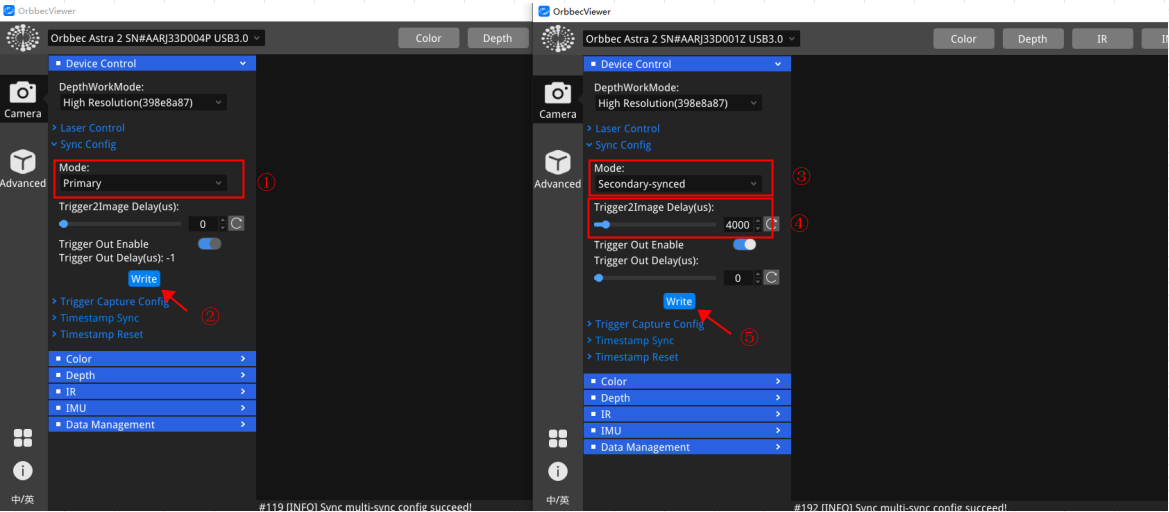 OrbbecViewer
Orbbec Astra 2 SN#AARJ33D004P USB3.0
Color
Depth
Device Control
DepthWorkMode:
High Resolution(398e8a87)
Camera
Laser Control
Sync Config
Mode:
Primary
①
Advanced
Trigger2Image Delay(us):
0
Trigger Out Enable
Trigger Out Delay(us): -1
Write
②
Trigger Capture Config
Timestamp Sync
Timestamp Reset
Color
Depth
IR
IMU
Data Management
中/英
#119 [INFO] Sync multi-sync config succeed!
OrbbecViewer
Orbbec Astra 2 SN#AARJ33D001Z USB3.0
Color
Depth
IR
Device Control
DepthWorkMode:
High Resolution(398e8a87)
Camera
Laser Control
Sync Config
Mode:
Secondary-synced
③
Advanced
Trigger2Image Delay(us):
4000
④
Trigger Out Enable
Trigger Out Delay(us):
0
Write
⑤
Trigger Capture Config
Timestamp Sync
Timestamp Reset
Color
Depth
IR
IMU
Data Management
中/英
#192 [INFO] Sync multi-sync config succeed!